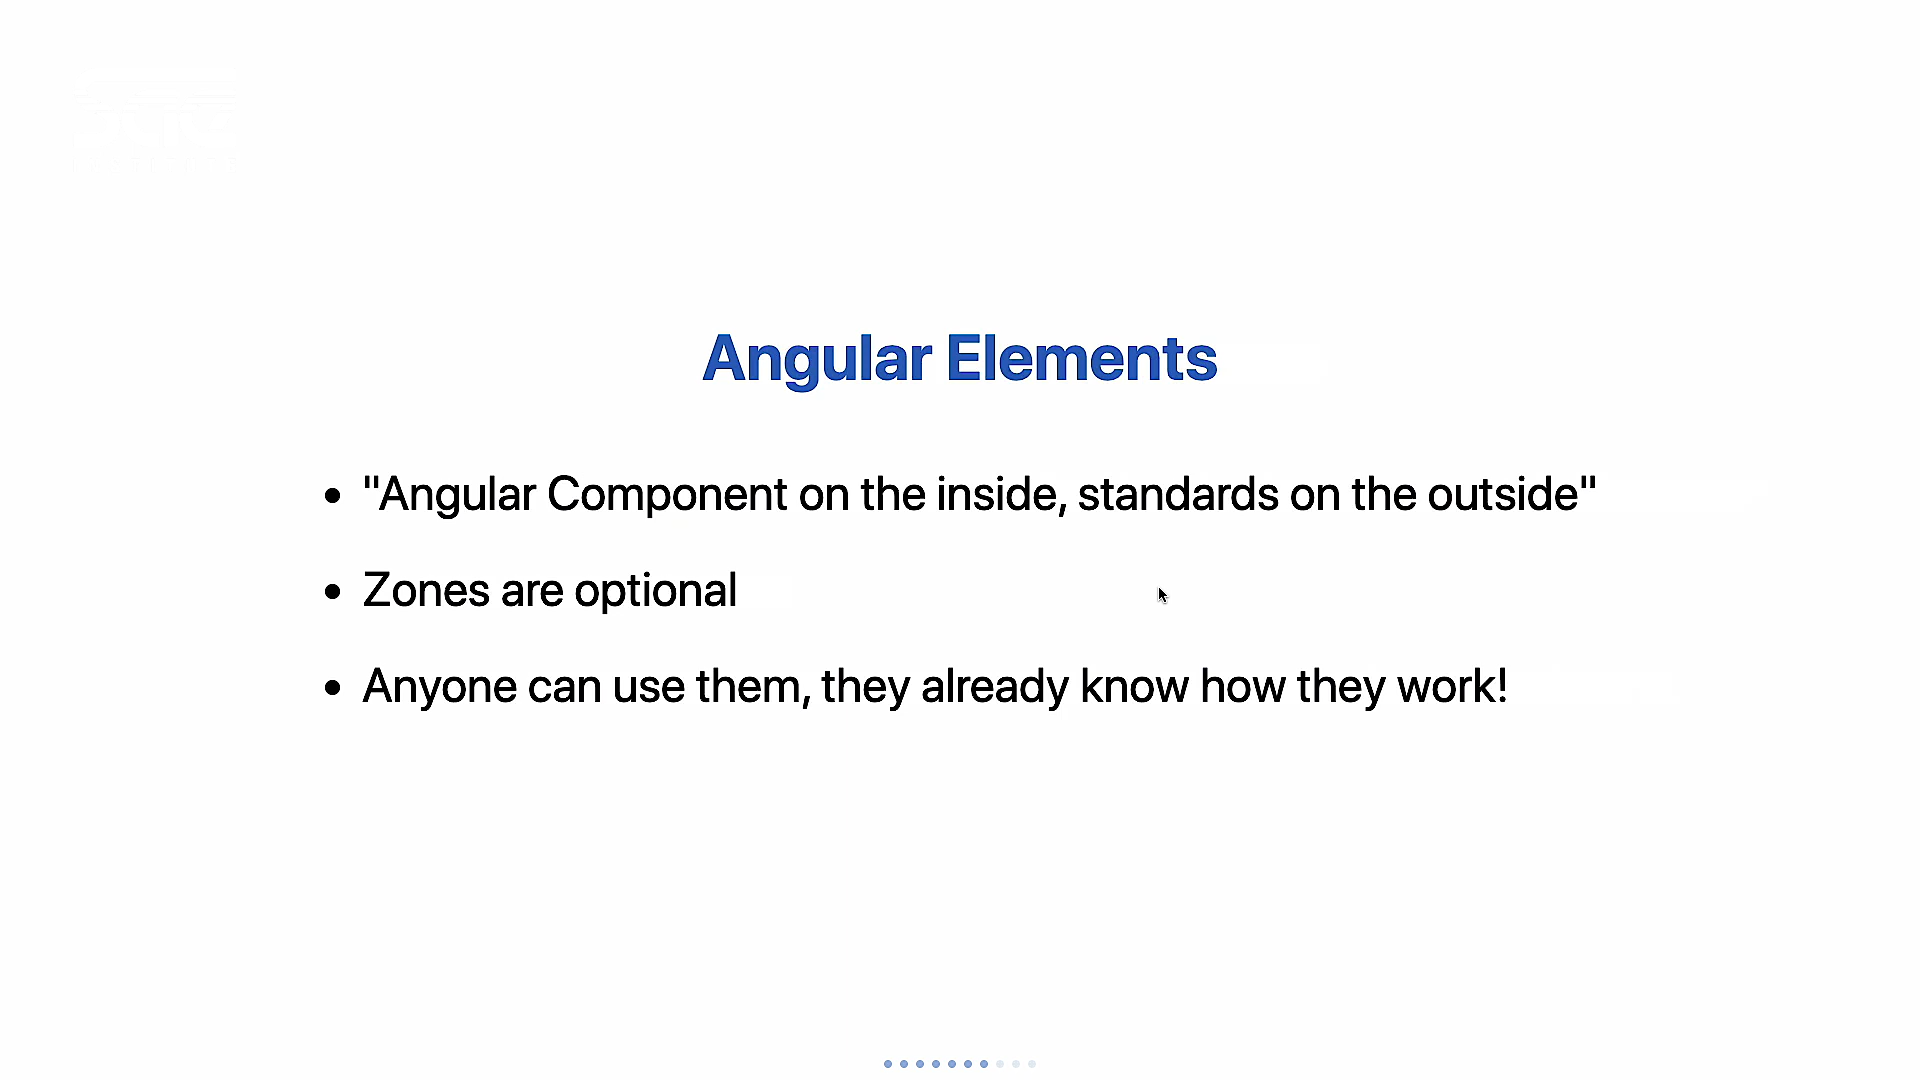 Angular Elements
• "Angular Component on the inside, standards on the outside"
• Zones are optional
• Anyone can use them, they already know how they work!